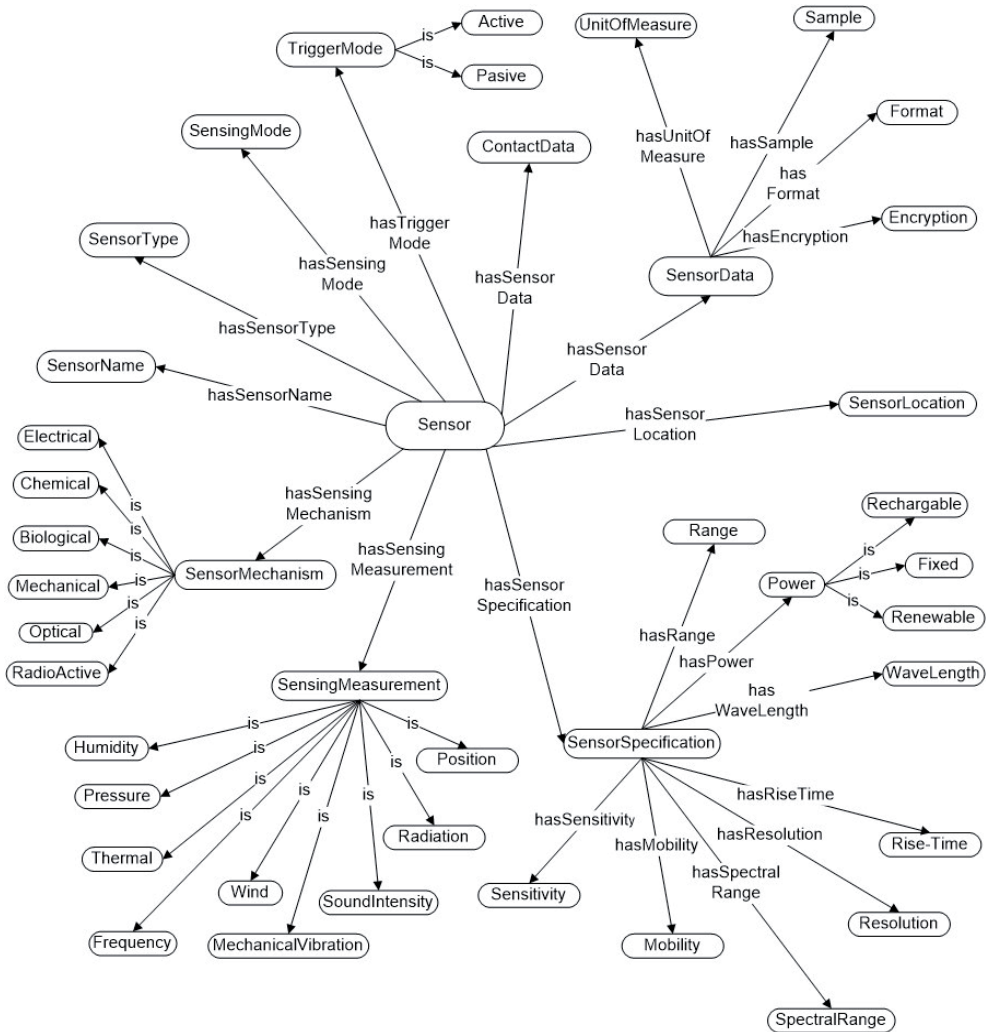 Active
Sample
UnitOfMeasure
is
TriggerMode
is
Pasive
Format
SensingMode
ContactData
hasUnitOf
Measure
hasSample
has
Format
Encryption
hasTrigger
Mode
hasEncryption
SensorType
hasSensing
Mode
hasSensor
Data
SensorData
hasSensorType
hasSensor
Data
SensorName
hasSensorName
SensorLocation
Sensor
hasSensor
Location
Electrical
Chemical
Biological
Mechanical
Optical
RadioActive
is
is
is
is
is
is
SensorMechanism
hasSensing
Mechanism
hasSensing
Measurement
hasSensor
Specification
Range
Rechargable
is
Fixed
is
Power
is
Renewable
hasRange
hasPower
WaveLength
has
WaveLength
SensingMeasurement
SensorSpecification
is
is
is
is
is
is
is
is
is
Humidity
Position
Pressure
Radiation
Thermal
Wind
SoundIntensity
Frequency
MechanicalVibration
hasRiseTime
hasSensitivity
hasResolution
hasMobility
Rise-Time
hasSpectral
Range
Sensitivity
Resolution
Mobility
SpectralRange